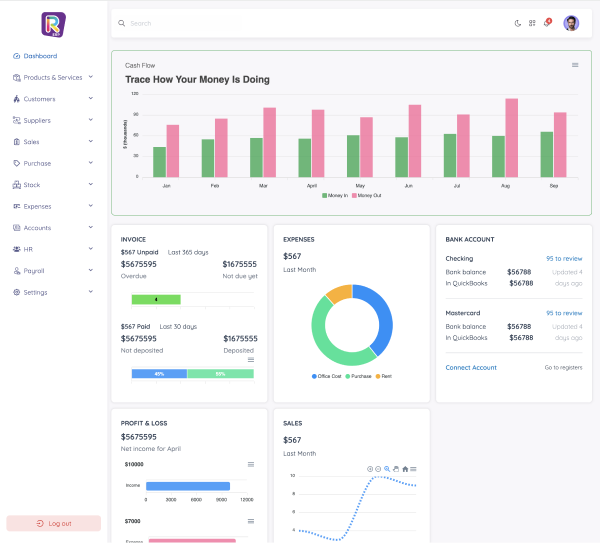 R
Search
4
Dashboard
Products & Services
Customers
Suppliers
Sales
Purchase
Stock
Expenses
Accounts
HR
Payroll
Settings
Log out
Cash Flow
Trace How Your Money Is Doing
$ (thousands)
120
90
60
30
0
Jan Feb Mar April May Jun Jul Aug Sep
Money In Money Out
INVOICE
$567 Unpaid Last 365 days
$5675595 $1675555
Overdue Not due yet
4
$567 Paid Last 30 days
$5675595 $1675555
Not deposited Deposited
45% 55%
EXPENSES
$567
Last Month
Office Cost Purchase Rent
BANK ACCOUNT
Checking 95 to review
Bank balance $56788 Updated 4
In QuickBooks $56788 days ago
Mastercard 95 to review
Bank balance $56788 Updated 4
In QuickBooks $56788 days ago
Connect Account Go to registers
PROFIT & LOSS
$5675595
Net income for April
$10000
Income
0 3000 6000 9000 12000
$7000
Expense
SALES
$567
Last Month
10
8
6
4